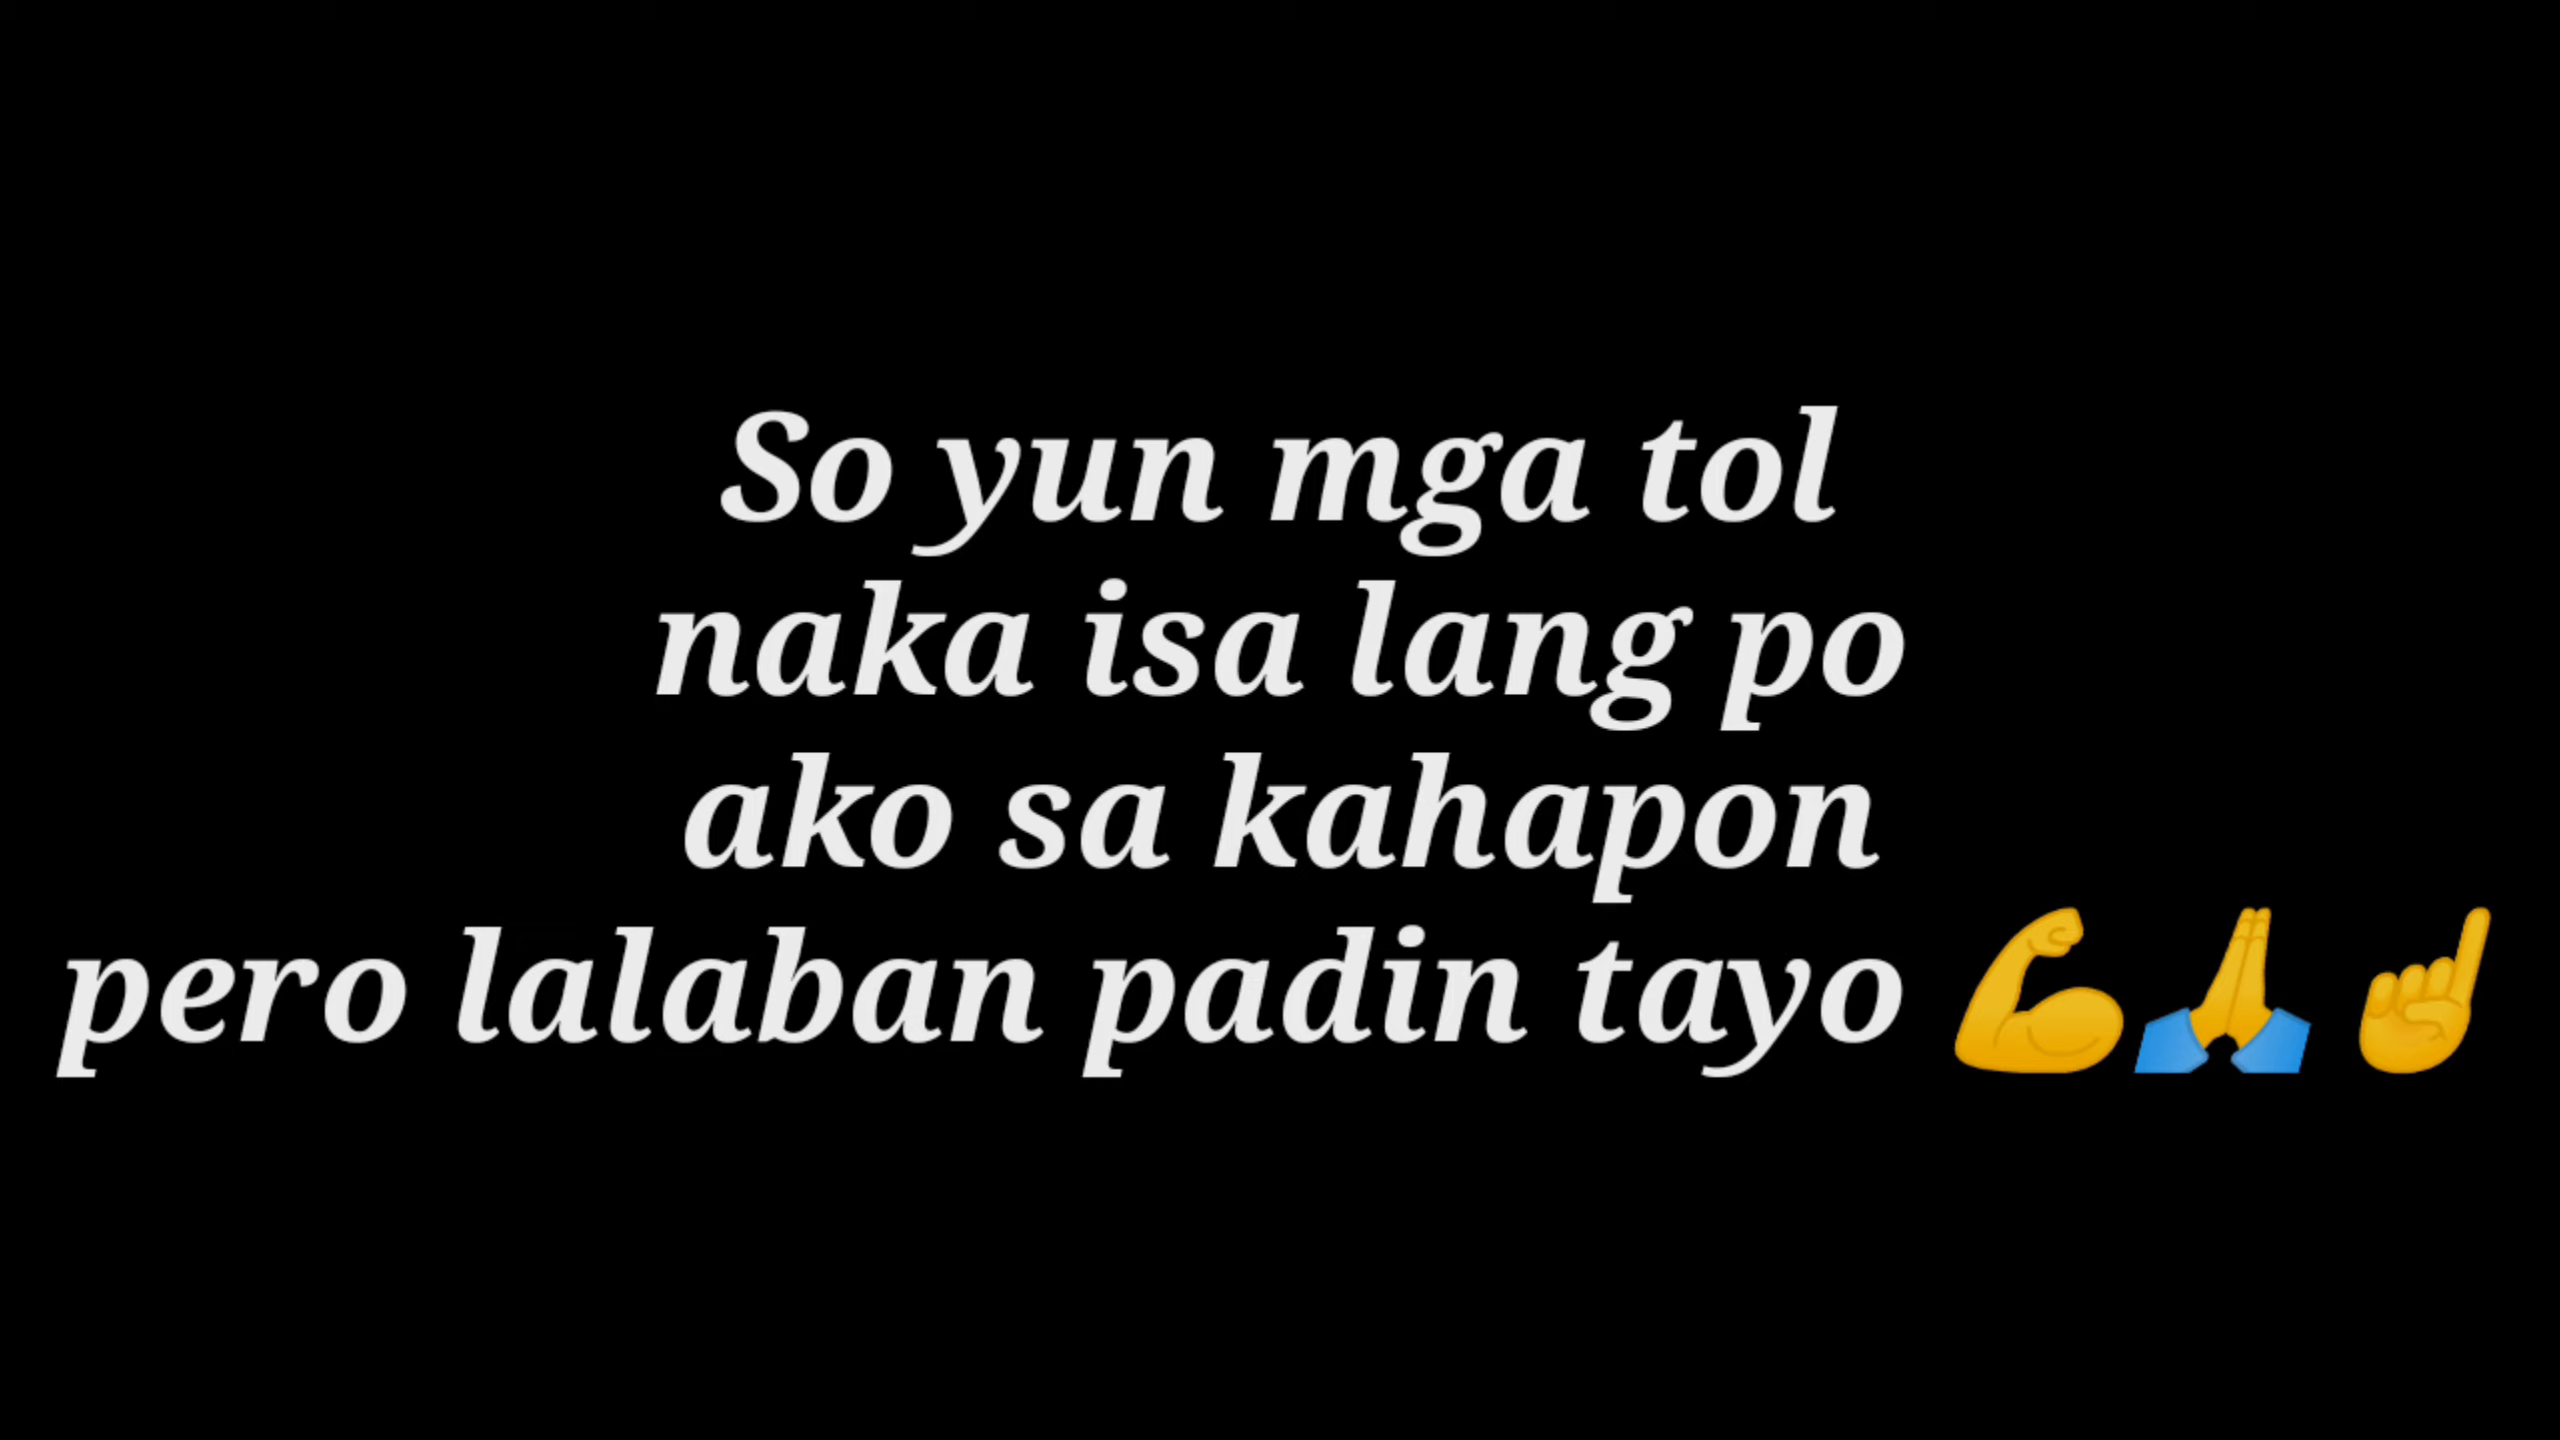 So yun mga tol
naka isa lang po
ako sa kahapon
pero lalaban padin tayo 💪🙏☝